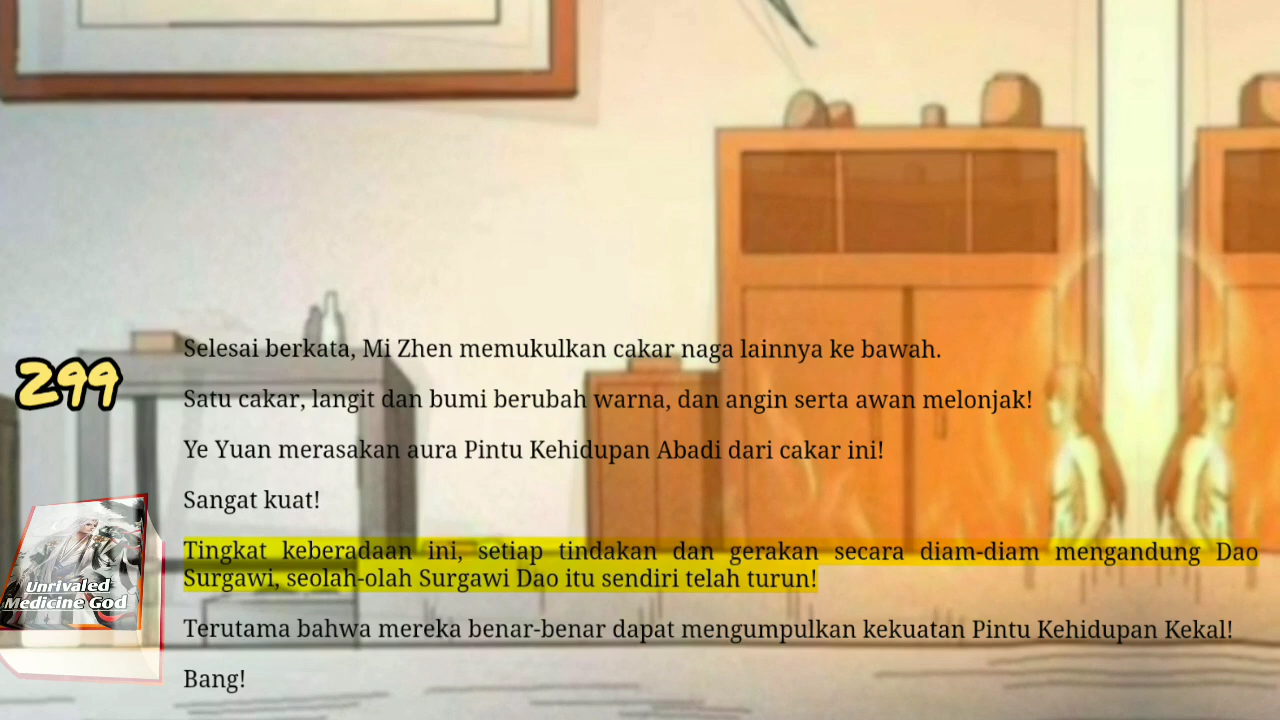 Selesai berkata, Mi Zhen memukulkan cakar naga lainnya ke bawah.
299
Satu cakar, langit dan bumi berubah warna, dan angin serta awan melonjak!
Ye Yuan merasakan aura Pintu Kehidupan Abadi dari cakar ini!
Sangat kuat!
Tingkat keberadaan ini, setiap tindakan dan gerakan secara diam-diam mengandung Dao
Surgawi, seolah-olah Surgawi Dao itu sendiri telah turun!
Unrivaled
Medicine God
Terutama bahwa mereka benar-benar dapat mengumpulkan kekuatan Pintu Kehidupan Kekal!
Bang!